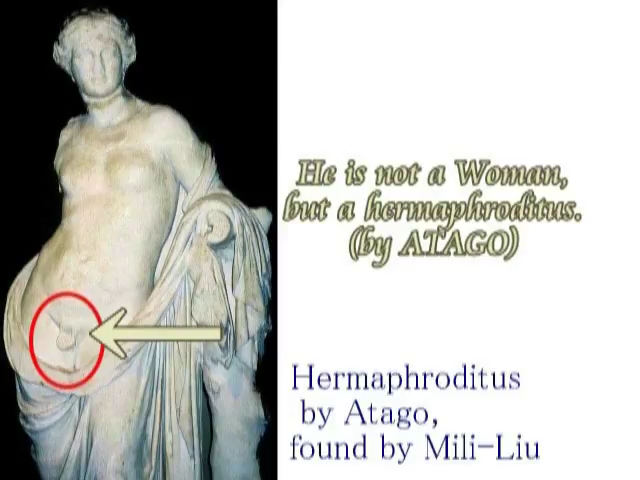 He is not a Woman,
but a hermaphroditus.
(by ATAGO)
Hermaphroditus
by Atago,
found by Mili-Liu